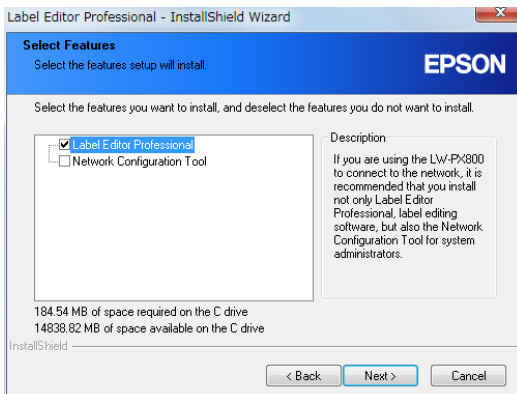 Label Editor Professional - InstallShield Wizard
Select Features
Select the features setup will install.
EPSON
Select the features you want to install, and deselect the features you do not want to install.
Label Editor Professional
Network Configuration Tool
Description
If you are using the LW-PX800
to connect to the network, it is
recommended that you install
not only Label Editor
Professional, label editing
software, but also the Network
Configuration Tool for system
administrators.
184.54 MB of space required on the C drive
14838.82 MB of space available on the C drive
InstallShield
< Back
Next >
Cancel